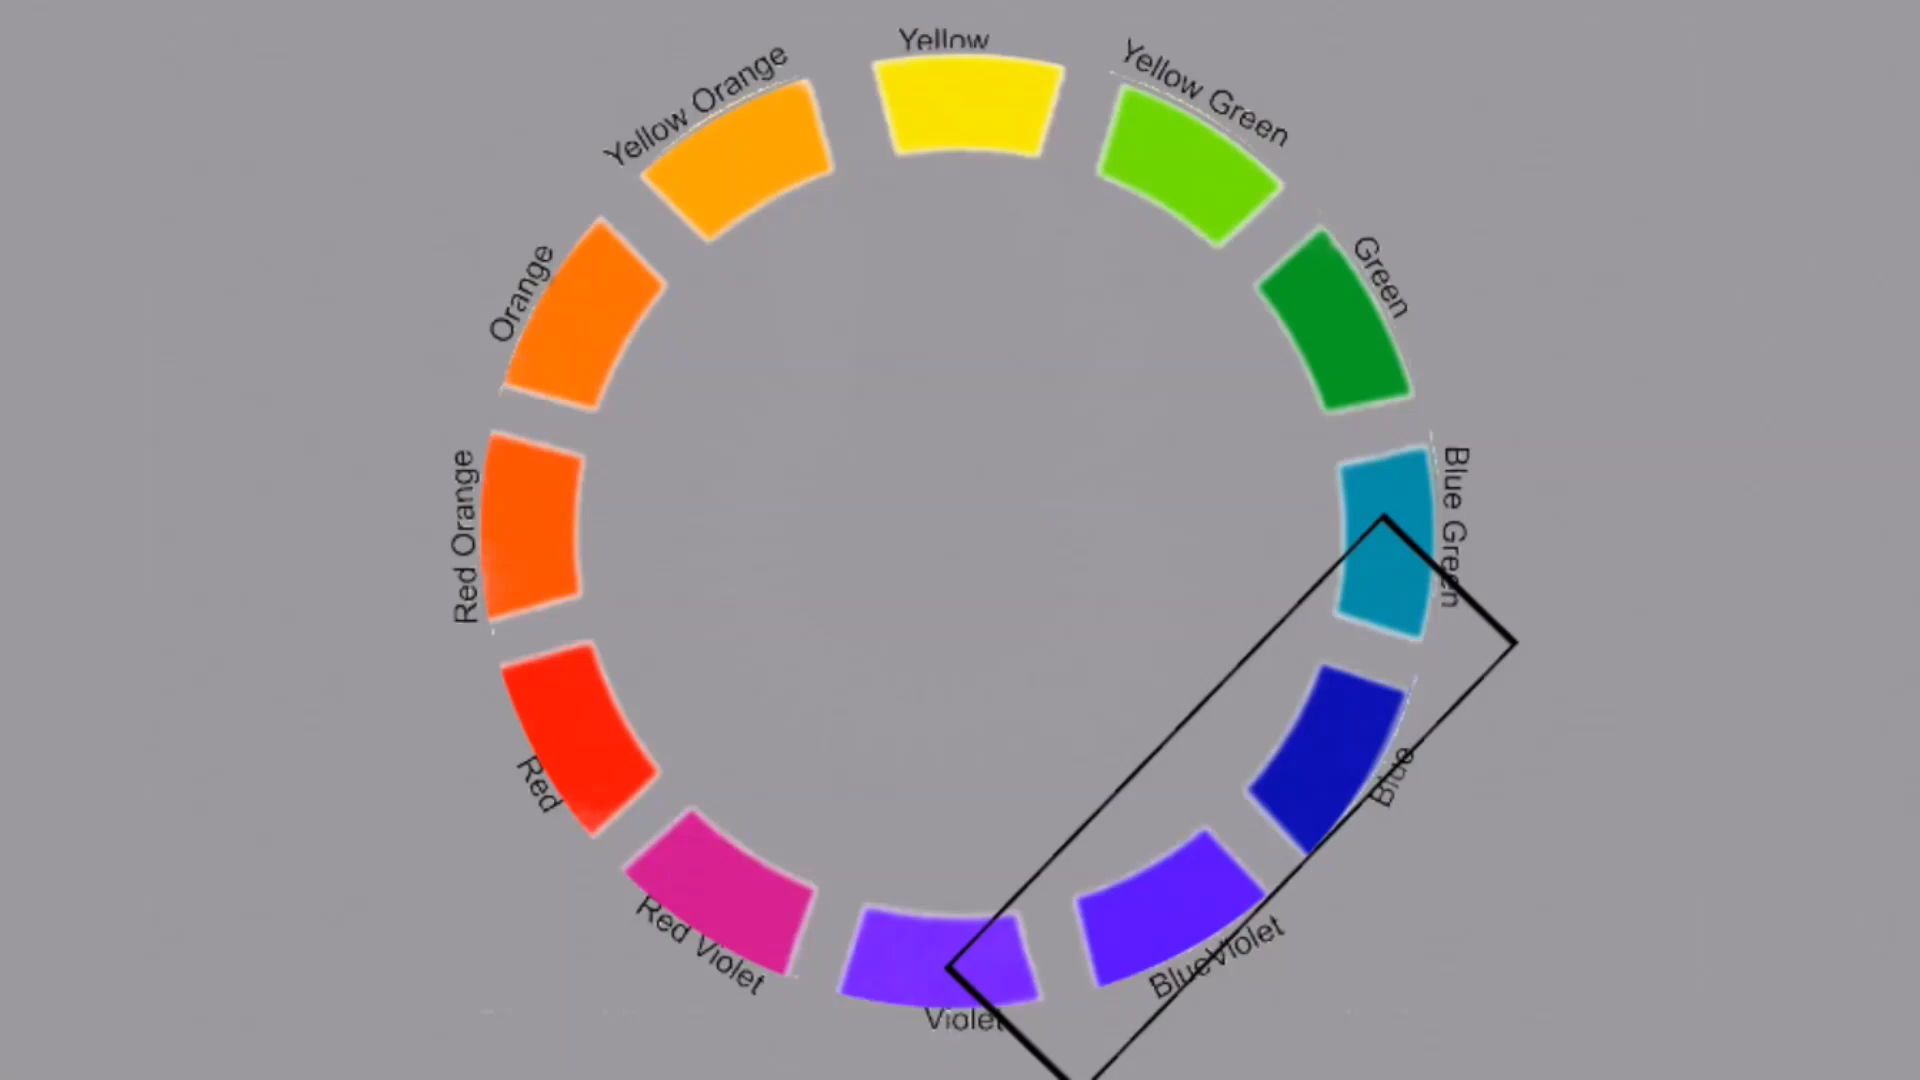 Yellow
Yellow Green
Green
Blue Green
Blue
BlueViolet
Violet
Red Violet
Red
Red Orange
Orange
Yellow Orange